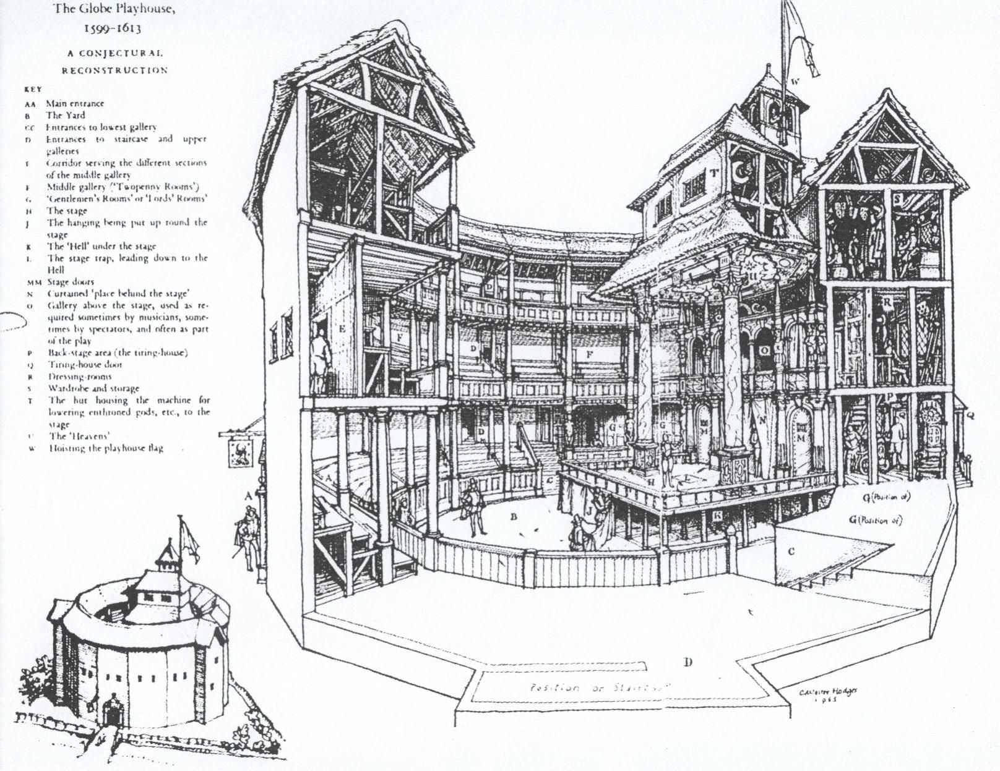 The Globe Playhouse,
1599-1613
A CONJECTURAL
RECONSTRUCTION
KEY
AA Main entrance
B The Yard
CC Entrances to lowest gallery
D Entrances to staircase and upper
galleries
E Corridor serving the different sections
of the middle gallery
F Middle gallery ('Twopenny Rooms')
G 'Gentlemen's Rooms' or 'Lords' Rooms'
H The stage
J The hanging being put up round the
stage
K The 'Hell' under the stage
L The stage trap, leading down to the
Hell
MM Stage doors
N Curtained 'place behind the stage'
O Gallery above the stage, used as re-
quired sometimes by musicians, some-
times by spectators, and often as part
of the play
P Back-stage area (the tiring-house)
Q Tiring-house door
R Dressing-rooms
S Wardrobe and storage
T The hut housing the machine for
lowering enthroned gods, etc., to the
stage
U The 'Heavens'
W Hoisting the playhouse flag
W
T
S
U
R
D
E
F
D
F
O
P
Q
Q
D
G
G
M
N
M
A
A
C
H
L
J
B
K
G (Position of)
G (Position of)
C
D
Position of Staircase
C. Walter Hodges
1965